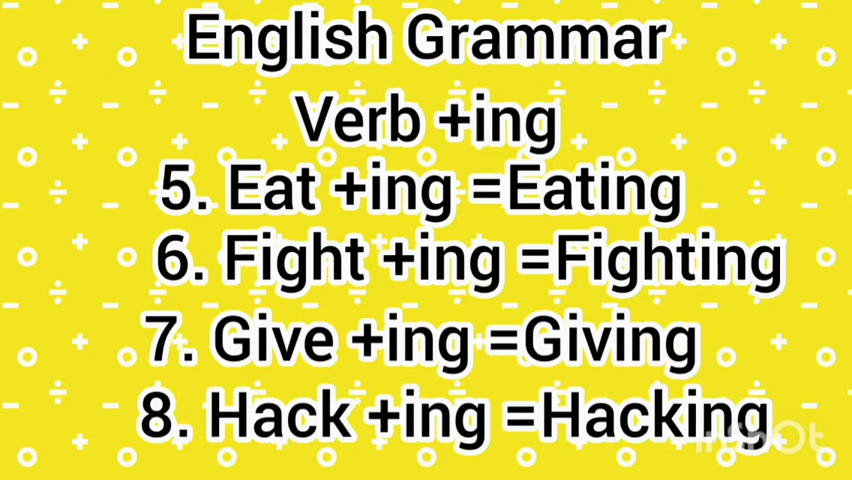 English Grammar
Verb +ing
5. Eat +ing =Eating
6. Fight +ing =Fighting
7. Give +ing =Giving
8. Hack +ing =Hacking
InShOt